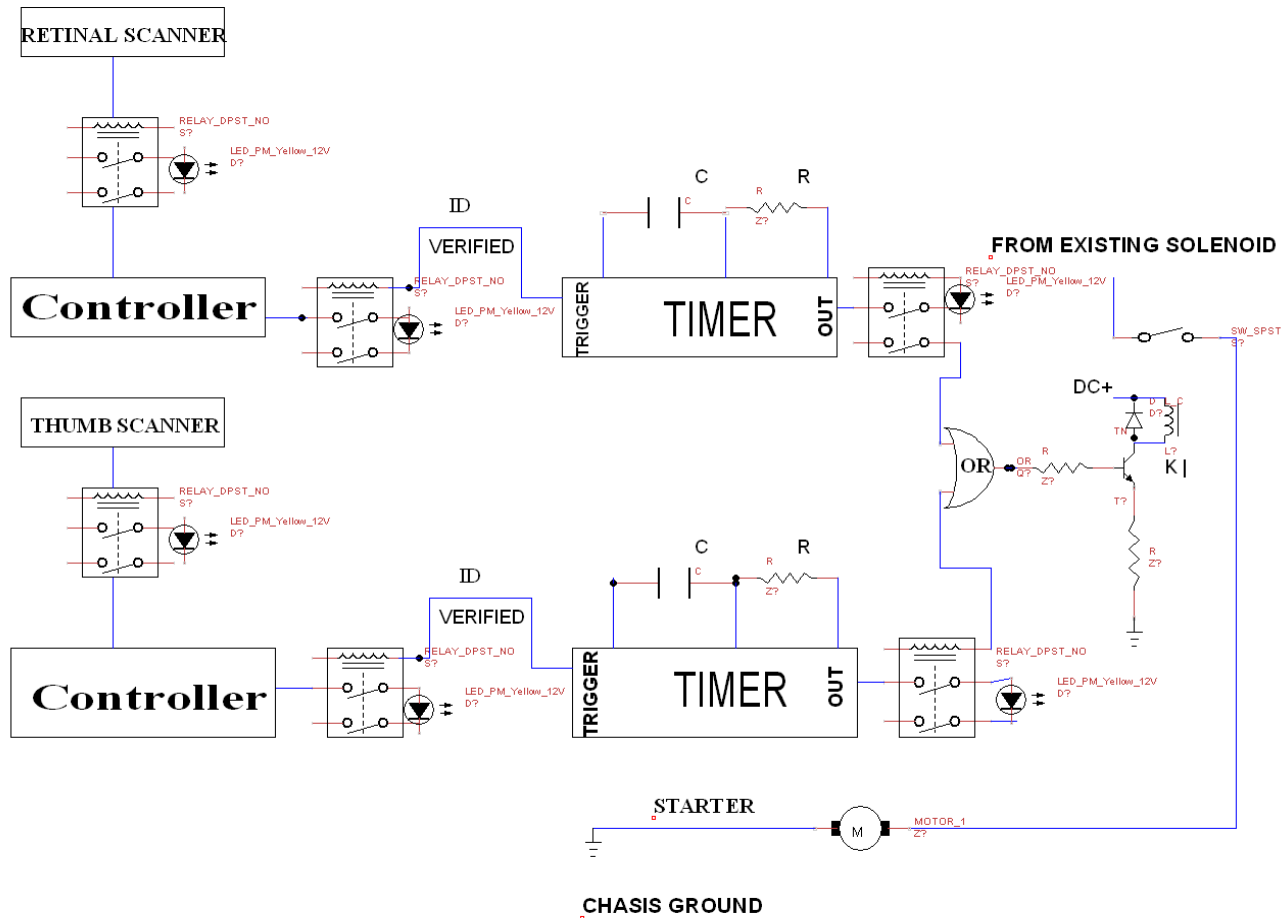 RETINAL SCANNER
RELAY_DPST_NO
S?
LED_PM_Yellow_12V
D?
C
R
R
C
Z?
ID
VERIFIED
FROM EXISTING SOLENOID
Controller
RELAY_DPST_NO
S?
LED_PM_Yellow_12V
D?
TRIGGER
TIMER
OUT
RELAY_DPST_NO
S?
LED_PM_Yellow_12V
D?
SW_SPST
S?
THUMB SCANNER
DC+
D
C
D?
TN
L?
K|
OR
OR
Q?
R
Z?
T?
R
Z?
RELAY_DPST_NO
S?
LED_PM_Yellow_12V
D?
C
R
C
R
Z?
ID
VERIFIED
Controller
RELAY_DPST_NO
S?
LED_PM_Yellow_12V
D?
TRIGGER
TIMER
OUT
RELAY_DPST_NO
S?
LED_PM_Yellow_12V
D?
STARTER
M
MOTOR_1
Z?
CHASIS GROUND